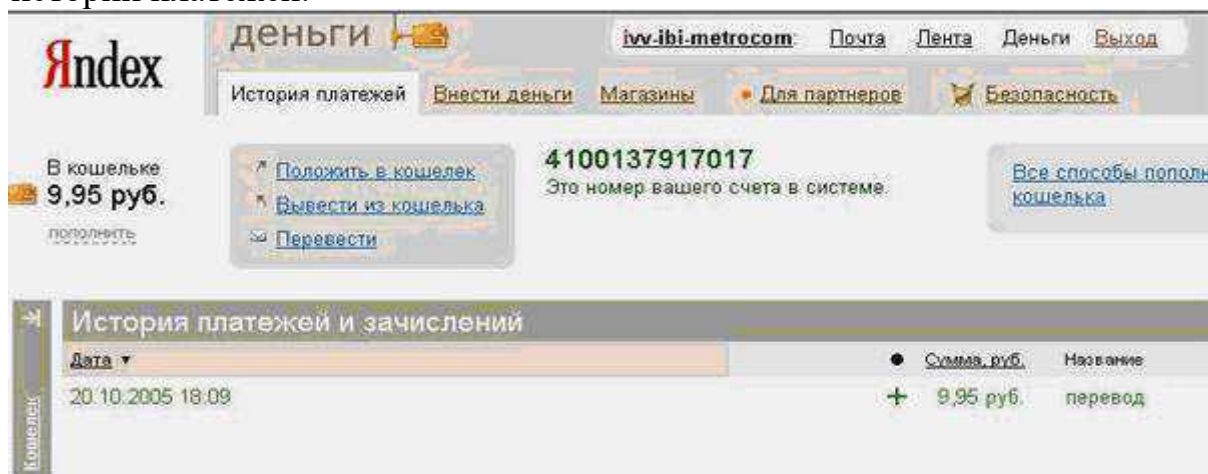 Яndex
деньги
ivv-ibi-metrocom: Почта Лента Деньги Выход
История платежей Внести деньги Магазины • Для партнеров Безопасность
В кошельке
9,95 руб.
пополнить
Положить в кошелек
Вывести из кошелька
Перевести
4100137917017
Это номер вашего счета в системе.
Все способы пополн
кошелька
История платежей и зачислений
Дата ▼ ● Сумма, руб. Название
20.10.2005 18:09 + 9,95 руб. перевод
Кошелек